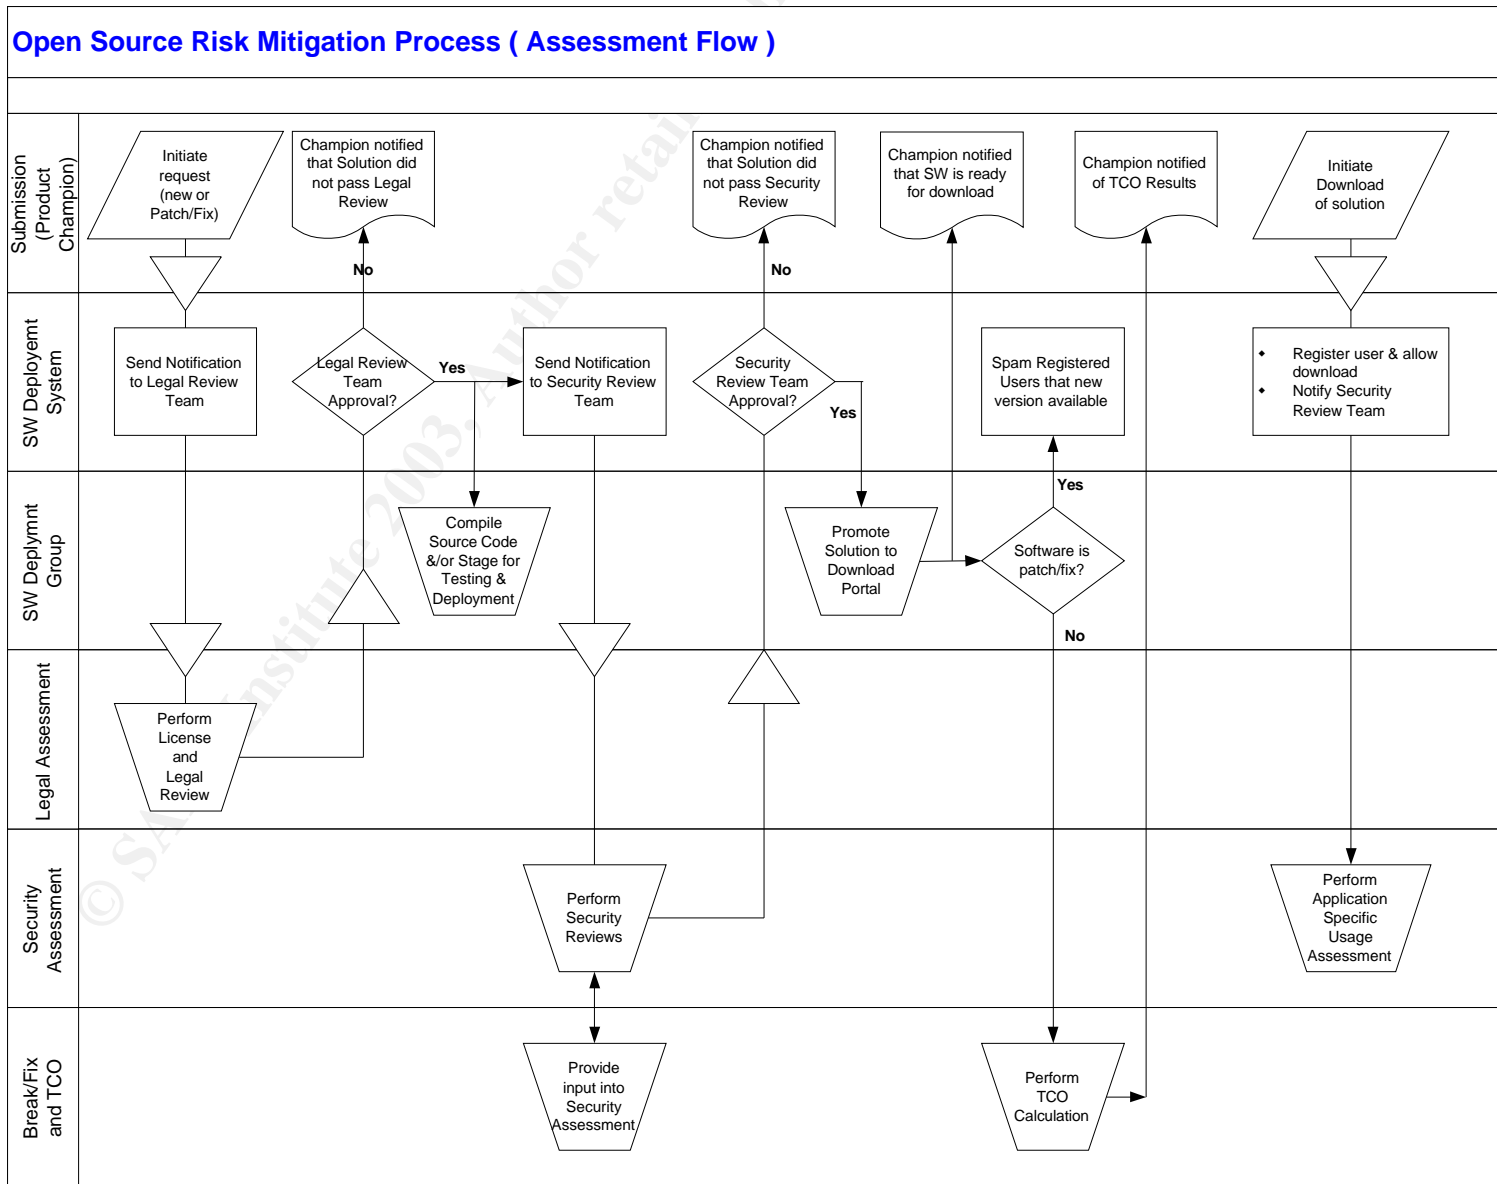 Open Source Risk Mitigation Process ( Assessment Flow )
Submission
(Product
Champion)
Initiate
request
(new or
Patch/Fix)
Champion notified
that Solution did
not pass Legal
Review
Champion notified
that Solution did
not pass Security
Review
Champion notified
that SW is ready
for download
Champion notified
of TCO Results
Initiate
Download
of solution
No
No
SW Deployemt
System
Send Notification
to Legal Review
Team
Legal Review
Team
Approval?
Yes
Send Notification
to Security Review
Team
Security
Review Team
Approval?
Yes
Spam Registered
Users that new
version available
◆ Register user & allow
download
◆ Notify Security
Review Team
SW Deplymnt
Group
Compile
Source Code
&/or Stage for
Testing &
Deployment
Promote
Solution to
Download
Portal
Yes
Software is
patch/fix?
No
Legal Assessment
Perform
License
and
Legal
Review
Security
Assessment
Perform
Security
Reviews
Perform
Application
Specific
Usage
Assessment
Break/Fix
and TCO
Provide
input into
Security
Assessment
Perform
TCO
Calculation
Institute 2003, Author retai